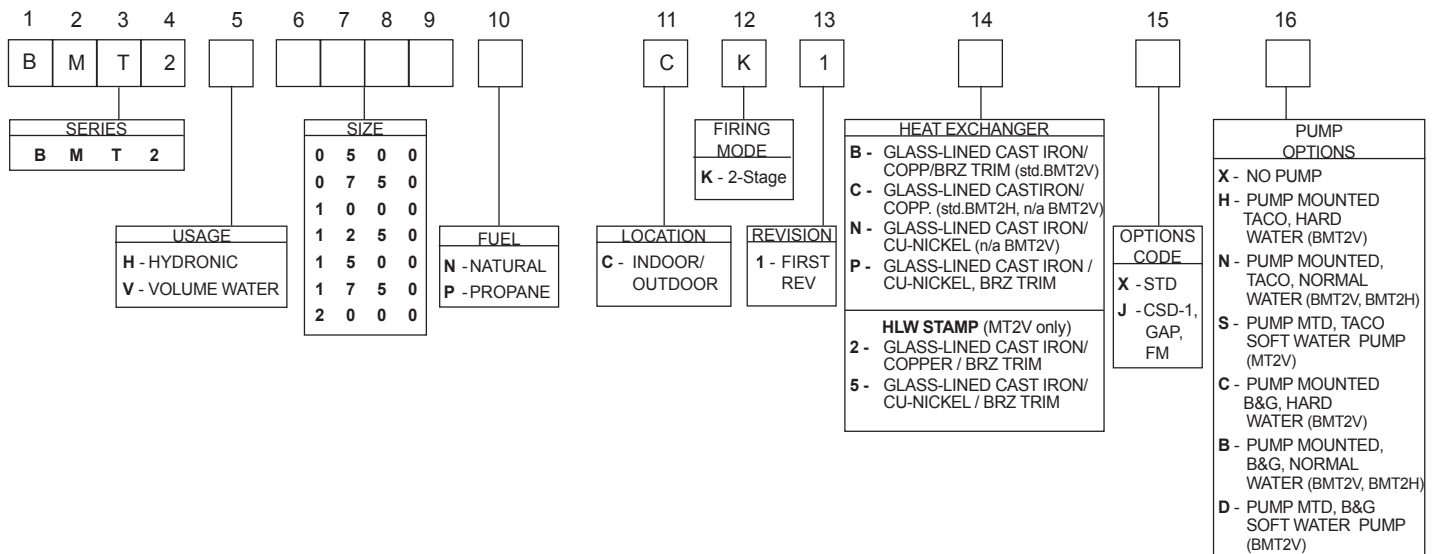 1 2 3 4 5 6 7 8 9 10 11 12 13 14 15 16
B M T 2 C K 1
SERIES
B M T 2
USAGE
H - HYDRONIC
V - VOLUME WATER
SIZE
0 5 0 0
0 7 5 0
1 0 0 0
1 2 5 0
1 5 0 0
1 7 5 0
2 0 0 0
FUEL
N - NATURAL
P - PROPANE
LOCATION
C - INDOOR/
OUTDOOR
FIRING
MODE
K - 2-Stage
REVISION
1 - FIRST
REV
HEAT EXCHANGER
B - GLASS-LINED CAST IRON/
COPP/BRZ TRIM (std.BMT2V)
C - GLASS-LINED CASTIRON/
COPP. (std.BMT2H, n/a BMT2V)
N - GLASS-LINED CAST IRON/
CU-NICKEL (n/a BMT2V)
P - GLASS-LINED CAST IRON /
CU-NICKEL, BRZ TRIM
HLW STAMP (MT2V only)
2 - GLASS-LINED CAST IRON/
COPPER / BRZ TRIM
5 - GLASS-LINED CAST IRON/
CU-NICKEL / BRZ TRIM
OPTIONS
CODE
X - STD
J - CSD-1,
GAP,
FM
PUMP
OPTIONS
X - NO PUMP
H - PUMP MOUNTED
TACO, HARD
WATER (BMT2V)
N - PUMP MOUNTED,
TACO, NORMAL
WATER (BMT2V, BMT2H)
S - PUMP MTD, TACO
SOFT WATER PUMP
(MT2V)
C - PUMP MOUNTED
B&G, HARD
WATER (BMT2V)
B - PUMP MOUNTED,
B&G, NORMAL
WATER (BMT2V, BMT2H)
D - PUMP MTD, B&G
SOFT WATER PUMP
(BMT2V)